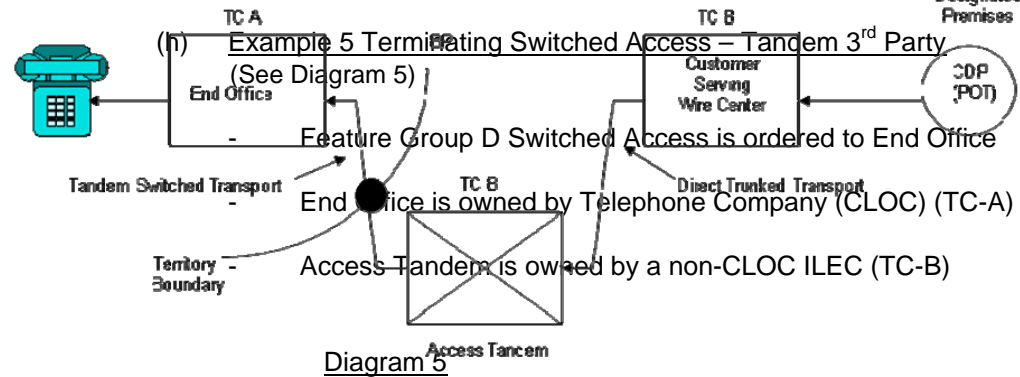 Designated
Premises
TC A
TC B
(h) Example 5 Terminating Switched Access – Tandem 3rd Party
(See Diagram 5)
Customer
Serving
Wire Center
CDP
(POT)
End Office
- Feature Group D Switched Access is ordered to End Office
Tandem Switched Transport
TC B
Direct Trunked Transport
- End Office is owned by Telephone Company (CLOC) (TC-A)
Territory
Boundary
- Access Tandem is owned by a non-CLOC ILEC (TC-B)
Access Tandem
Diagram 5